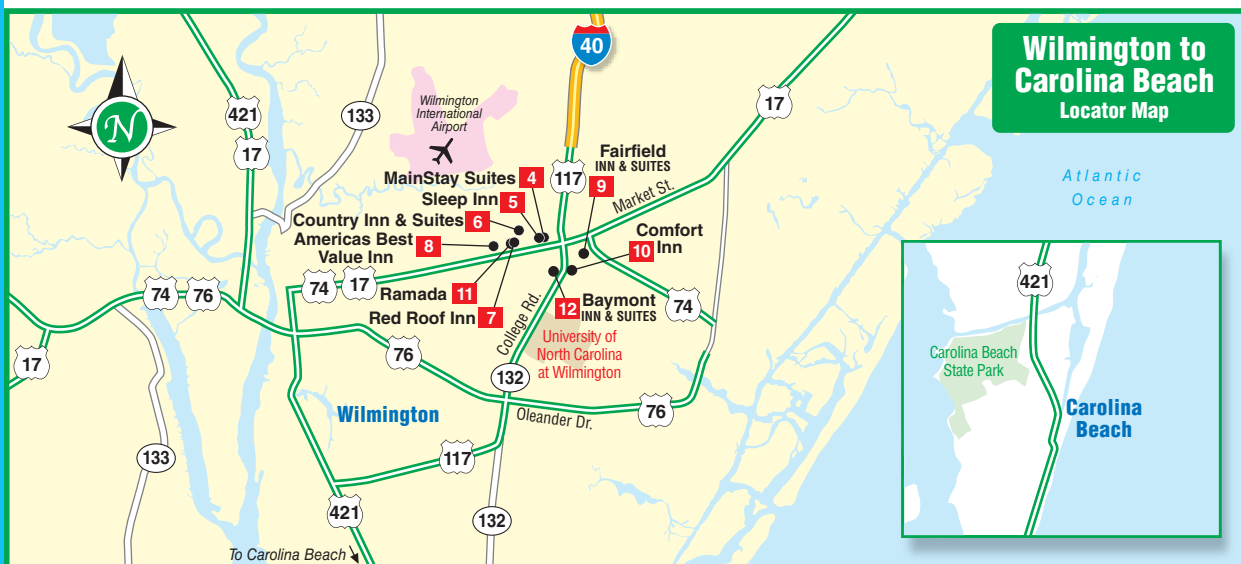 Wilmington to
Carolina Beach
Locator Map
N
40
421
17
133
17
Wilmington
International
Airport
117
Fairfield
INN & SUITES
9
MainStay Suites 4
Sleep Inn 5
Country Inn & Suites 6
Americas Best
Value Inn
8
Market St.
Comfort
Inn
10
Atlantic
Ocean
74
76
74
17
Ramada 11
Red Roof Inn 7
College Rd.
12
Baymont
INN & SUITES
74
University of
North Carolina
at Wilmington
17
76
132
Wilmington
Oleander Dr.
76
133
117
421
132
To Carolina Beach
421
Carolina Beach
State Park
Carolina
Beach